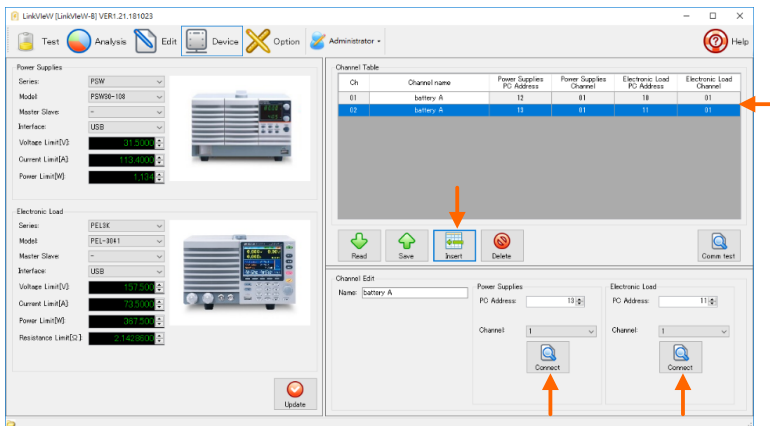 LinkVIeW [LinkVIeW-B] VER1.21.181023
Test Analysis Edit Device Option Administrator Help
Power Supplies
Series: PSW
Model: PSW30-108
Master Slave: -
Interface: USB
Voltage Limit[V]: 31.5000
Current Limit[A]: 113.4000
Power Limit[W]: 1,134
Electronic Load
Series: PEL3K
Model: PEL-3041
Master Slave -
Interface: USB
Voltage Limit[V]: 157.500
Current Limit[A]: 73.5000
Power Limit[W]: 367.500
Resistance Limit[Ω]: 2.1428600
Update
Channel Table
Ch Channel name Power Supplies PC Address Power Supplies Channel Electronic Load PC Address Electronic Load Channel
01 battery A 12 01 10 01
02 battery A 13 01 11 01
Read Save Insert Delete Comm test
Channel Edit
Name: battery A
Power Supplies
PC Address: 13
Channel: 1
Connect
Electronic Load
PC Address: 11
Channel: 1
Connect